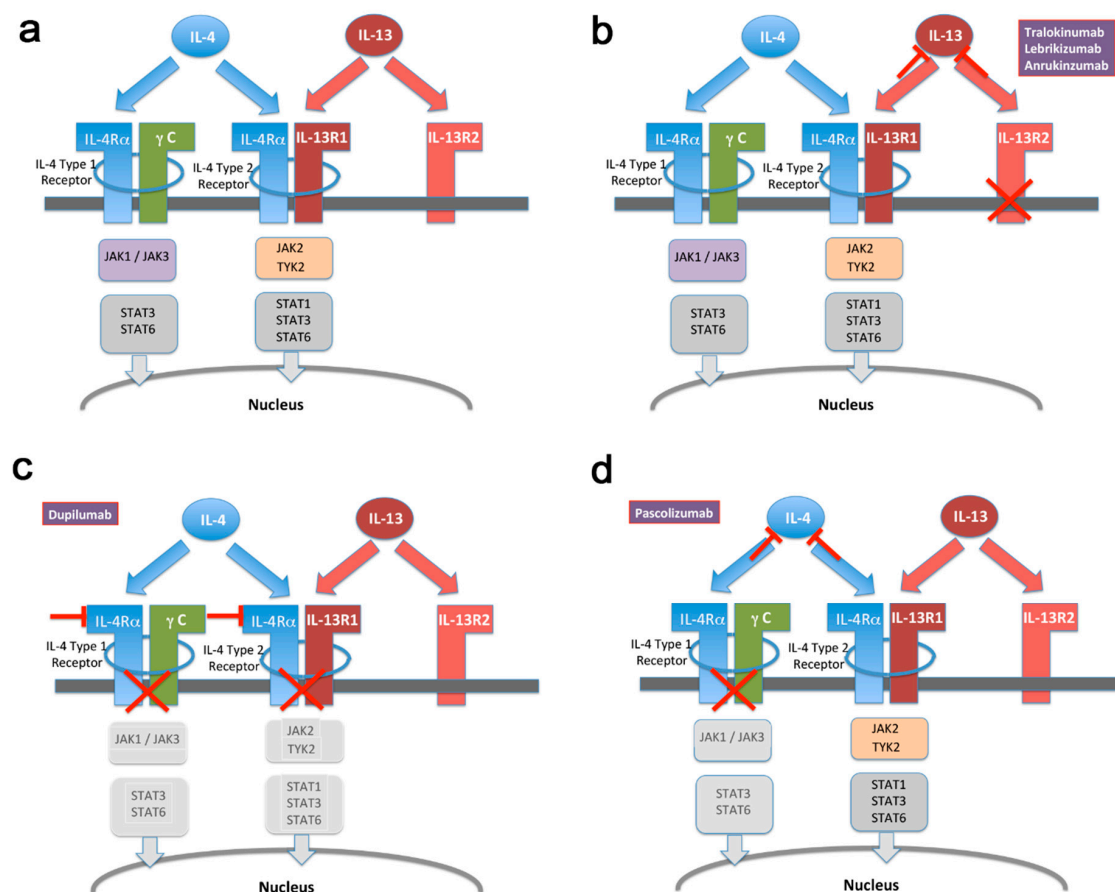 a
IL-4
IL-13
IL-4Rα
γ C
IL-4Rα
IL-13R1
IL-13R2
IL-4 Type 1
Receptor
IL-4 Type 2
Receptor
JAK1 / JAK3
JAK2
TYK2
STAT3
STAT6
STAT1
STAT3
STAT6
Nucleus
b
IL-4
IL-13
Tralokinumab
Lebrikizumab
Anrukinzumab
IL-4Rα
γ C
IL-4Rα
IL-13R1
IL-13R2
IL-4 Type 1
Receptor
IL-4 Type 2
Receptor
JAK1 / JAK3
JAK2
TYK2
STAT3
STAT6
STAT1
STAT3
STAT6
Nucleus
c
Dupilumab
IL-4
IL-13
IL-4Rα
γ C
IL-4Rα
IL-13R1
IL-13R2
IL-4 Type 1
Receptor
IL-4 Type 2
Receptor
JAK1 / JAK3
JAK2
TYK2
STAT3
STAT6
STAT1
STAT3
STAT6
Nucleus
d
Pascolizumab
IL-4
IL-13
IL-4Rα
γ C
IL-4Rα
IL-13R1
IL-13R2
IL-4 Type 1
Receptor
IL-4 Type 2
Receptor
JAK1 / JAK3
JAK2
TYK2
STAT3
STAT6
STAT1
STAT3
STAT6
Nucleus